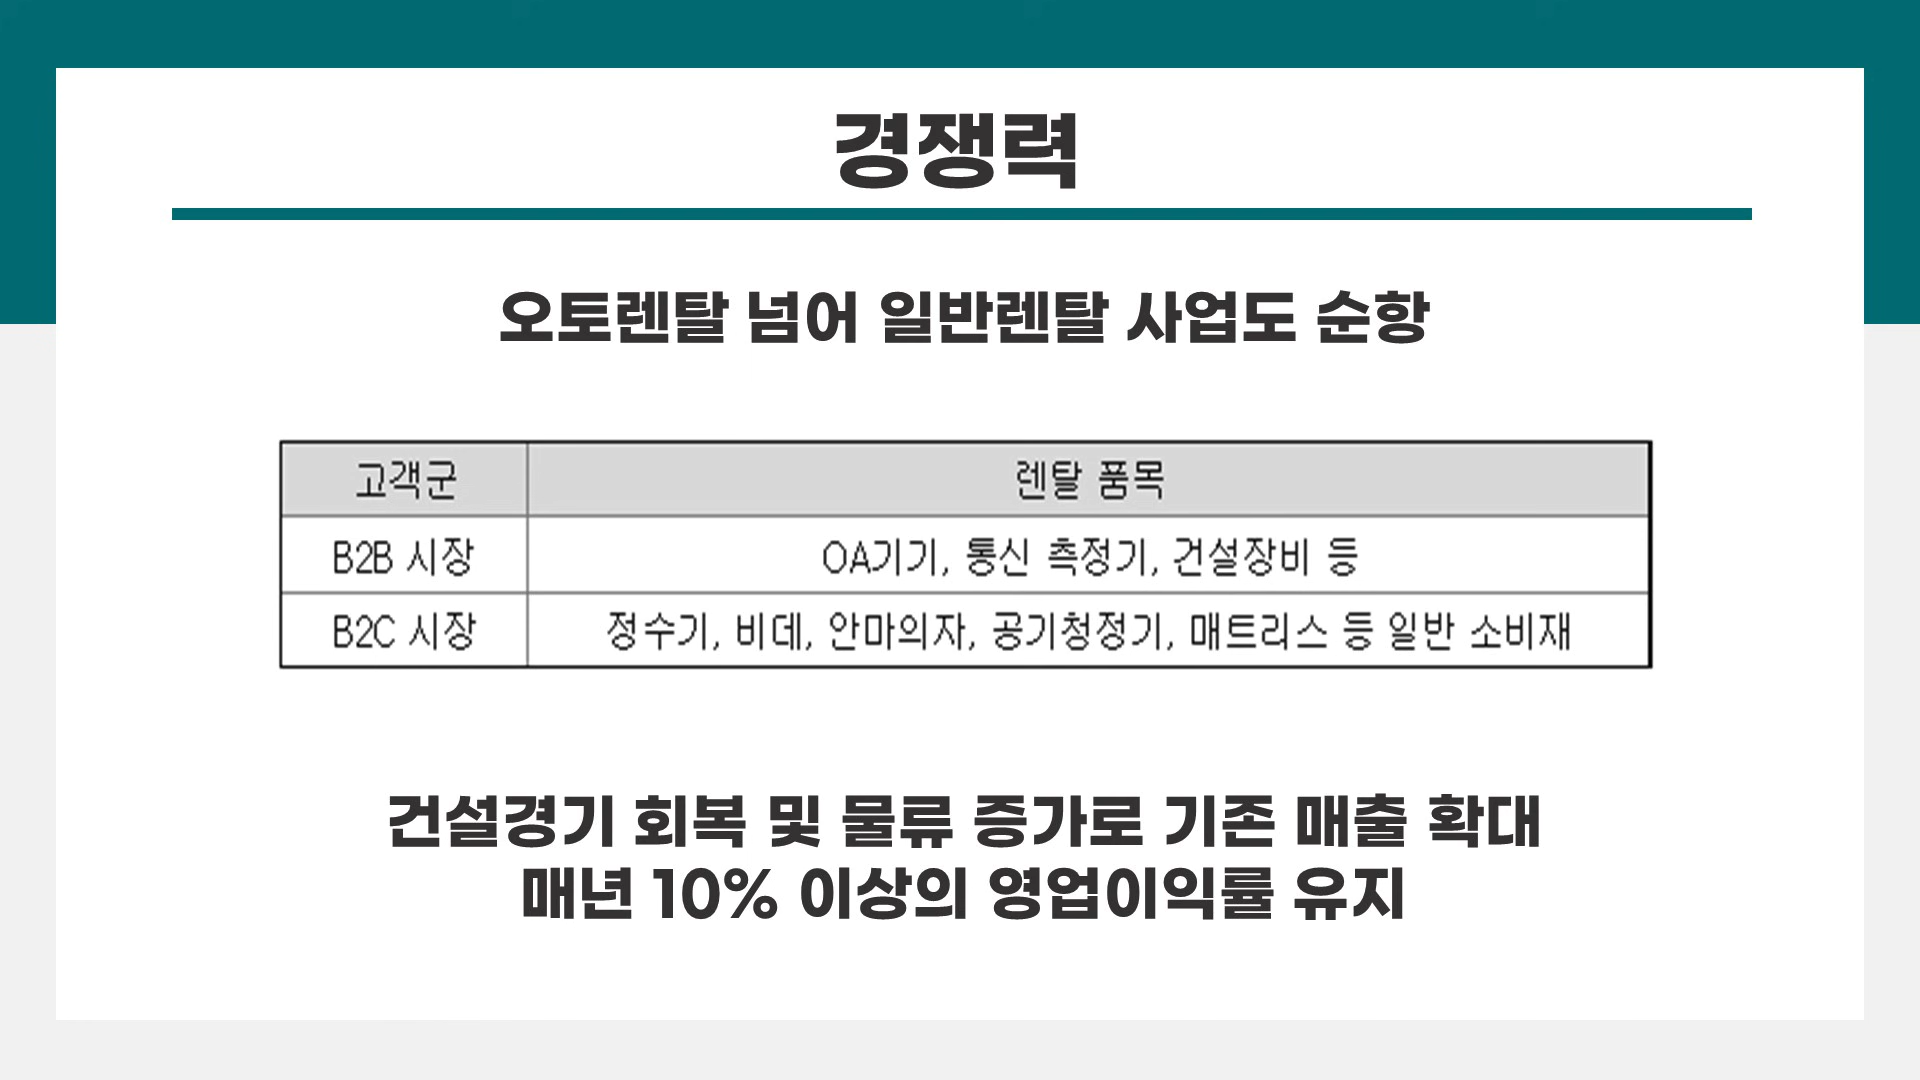 경쟁력
오토렌탈 넘어 일반렌탈 사업도 순항
고객군 렌탈 품목
B2B 시장 OA기기, 통신 측정기, 건설장비 등
B2C 시장 정수기, 비데, 안마의자, 공기청정기, 매트리스 등 일반 소비재
건설경기 회복 및 물류 증가로 기존 매출 확대
매년 10% 이상의 영업이익률 유지